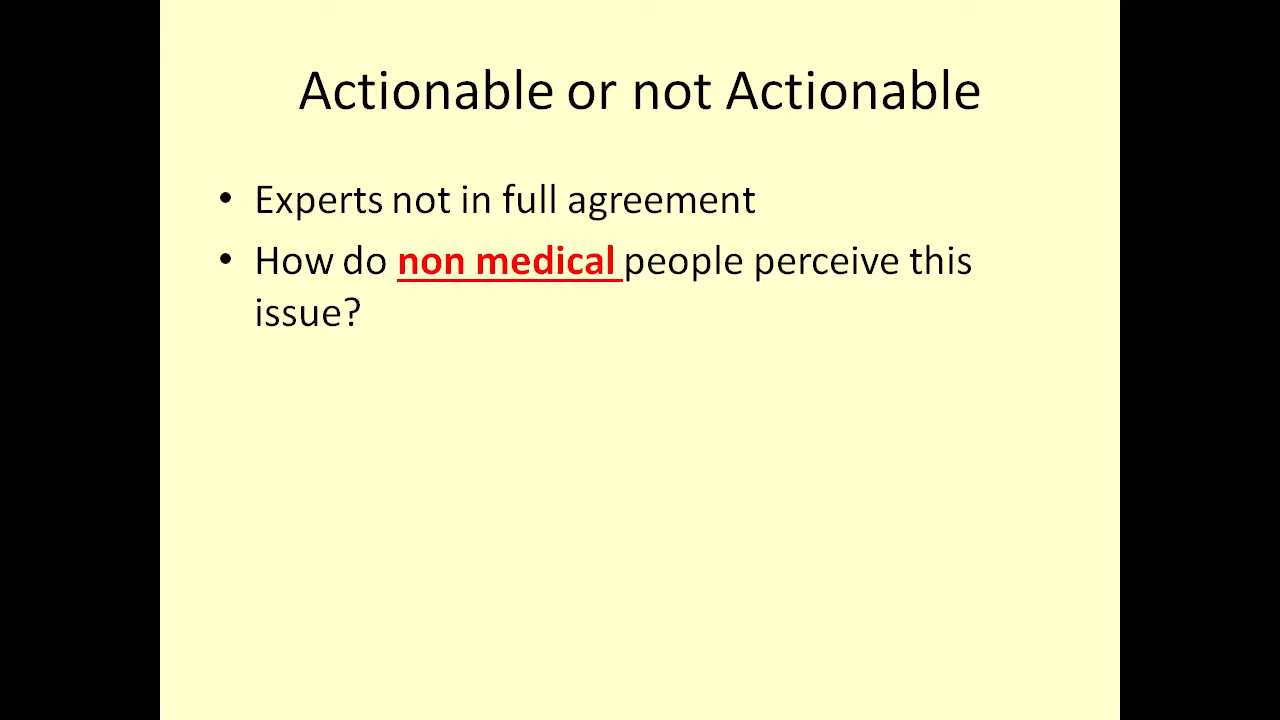 Actionable or not Actionable
• Experts not in full agreement
• How do non medical people perceive this
issue?